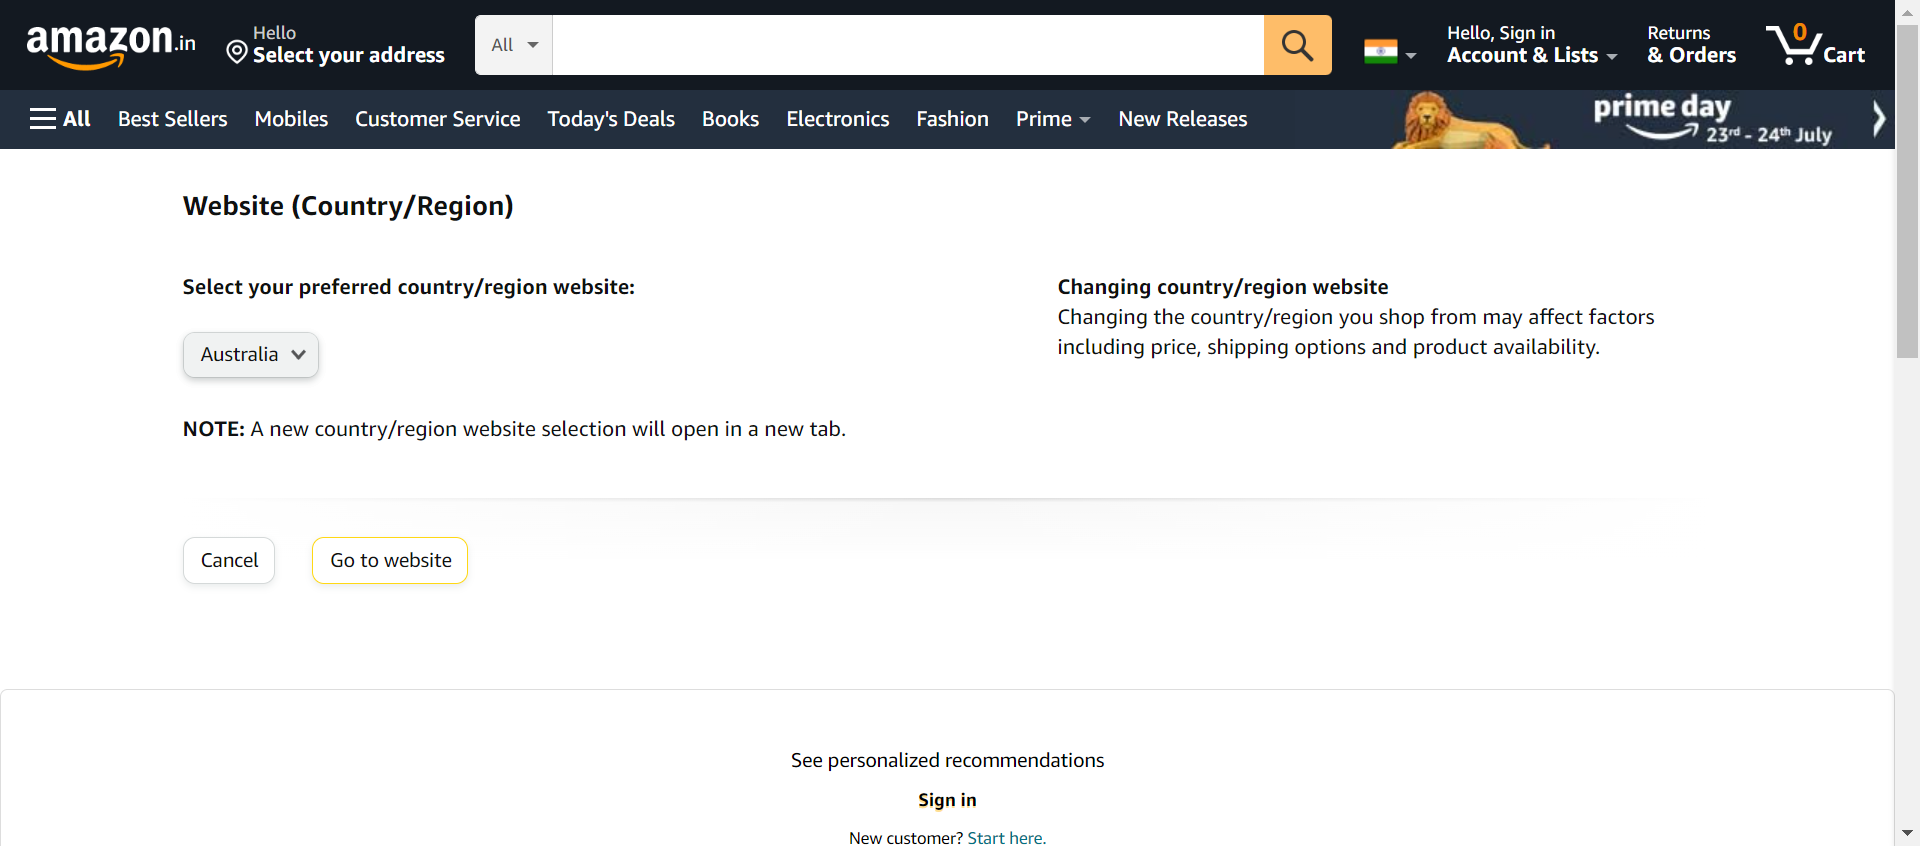 amazon.in
Hello
Select your address
All
Hello, Sign in
Account & Lists
Returns
& Orders
0
Cart
All
Best Sellers
Mobiles
Customer Service
Today's Deals
Books
Electronics
Fashion
Prime
New Releases
prime day
23rd - 24th July
Website (Country/Region)
Select your preferred country/region website:
Australia
NOTE: A new country/region website selection will open in a new tab.
Changing country/region website
Changing the country/region you shop from may affect factors
including price, shipping options and product availability.
Cancel
Go to website
See personalized recommendations
Sign in
New customer? Start here.